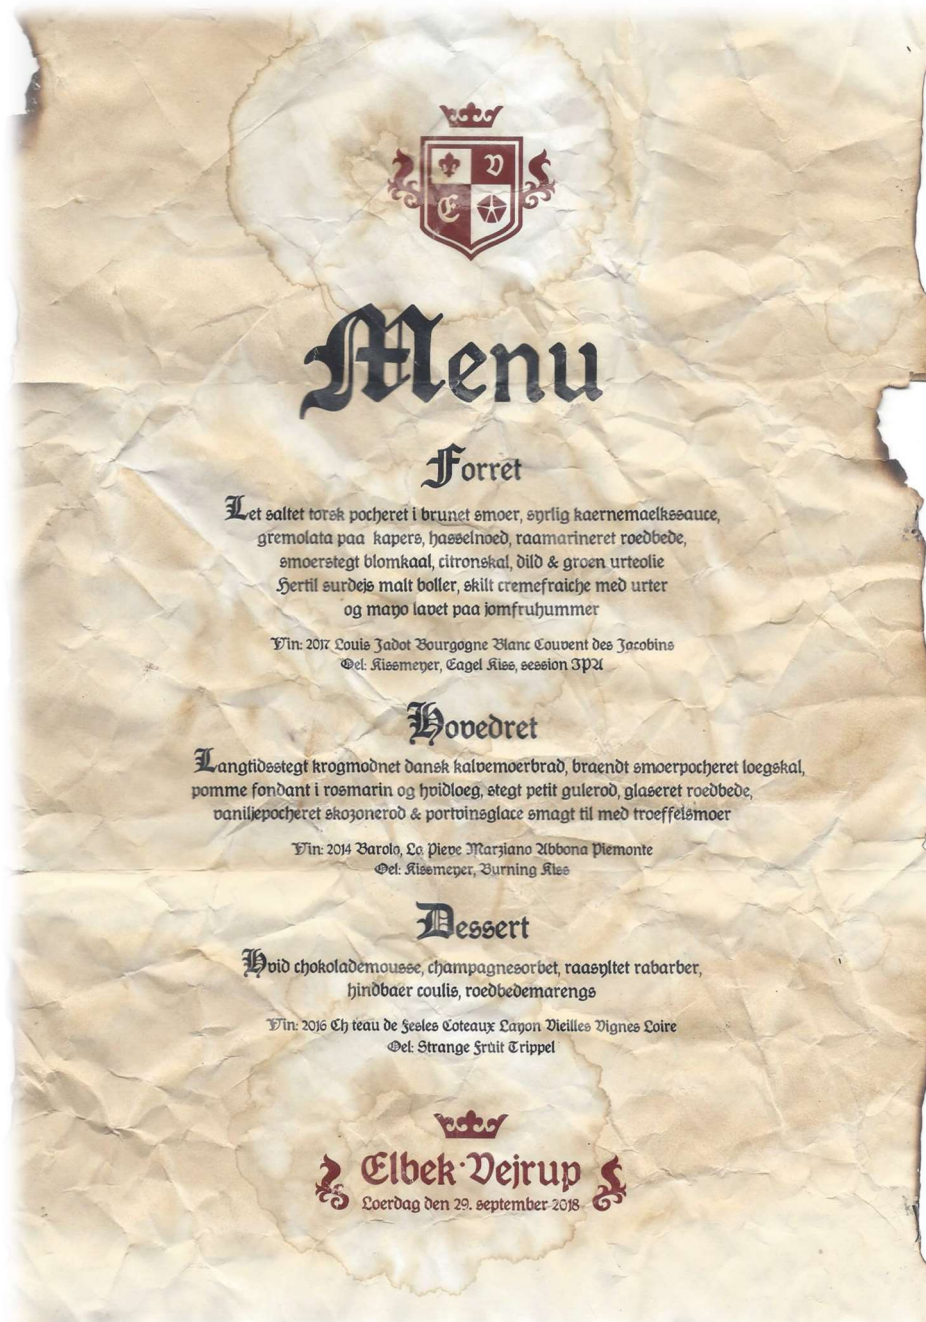 V
E
Menu
Forret
Let saltet torsk pocheret i brunet smoer, syrlig kaernemaelkssauce,
gremolata paa kapers, hasselnoed, raamarineret roedbede,
smoerstegt blomkaal, citronskal, dild & groen urteolie
Hertil surdejs malt boller, skilt cremefraiche med urter
og mayo lavet paa jomfruhummer
Vin: 2017 Louis Jadot Bourgogne Blanc Couvent des Jacobins
Oel: Kissmeyer, Eagel Kiss, session IPA
Hovedret
Langtidsstegt krogmodnet dansk kalvemoerbrad, braendt smoerpocheret loegskal,
pomme fondant i rosmarin og hvidloeg, stegt petit gulerod, glaseret roedbede,
vaniljepocheret skozonerod & portvinsglace smagt til med troeffelsmoer
Vin: 2014 Barolo, Lo. Pieve Marziano Abbona Piemonte
Oel: Kissmeyer, Burning Kiss
Dessert
Hvid chokolademousse, champagnesorbet, raasyltet rabarber,
hindbaer coulis, roedbedemarengs
Vin: 2016 Ch teau de Fesles Coteaux Layon Vieilles Vignes Loire
Oel: Strange Fruit Trippel
Elbek·Vejrup
Loerdag den 29. september 2018